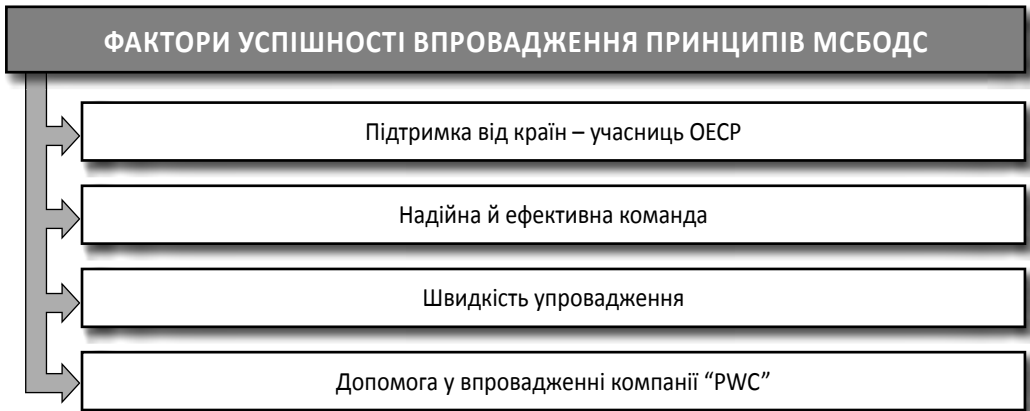 ФАКТОРИ УСПІШНОСТІ ВПРОВАДЖЕННЯ ПРИНЦИПІВ МСБОДС
Підтримка від країн – учасниць ОЕСР
Надійна й ефективна команда
Швидкість упровадження
Допомога у впровадженні компанії “PWC”